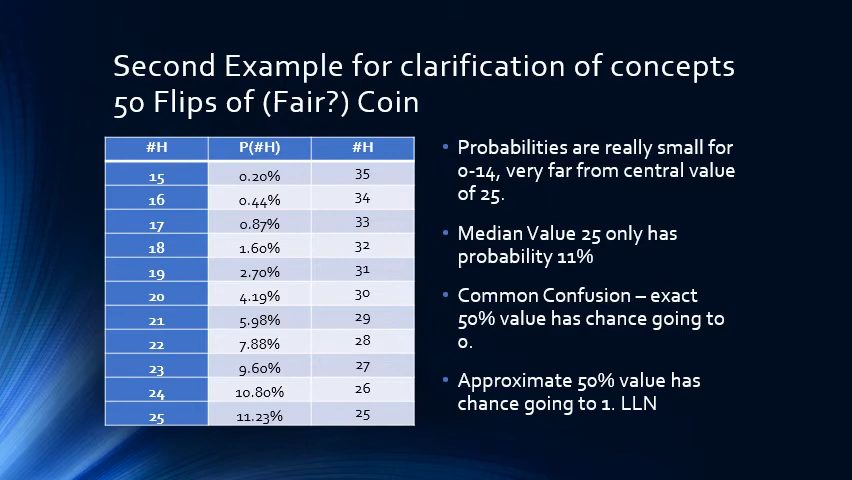 Second Example for clarification of concepts
50 Flips of (Fair?) Coin
#H P(#H) #H
15 0.20% 35
16 0.44% 34
17 0.87% 33
18 1.60% 32
19 2.70% 31
20 4.19% 30
21 5.98% 29
22 7.88% 28
23 9.60% 27
24 10.80% 26
25 11.23% 25
• Probabilities are really small for
0-14, very far from central value
of 25.
• Median Value 25 only has
probability 11%
• Common Confusion – exact
50% value has chance going to
0.
• Approximate 50% value has
chance going to 1. LLN